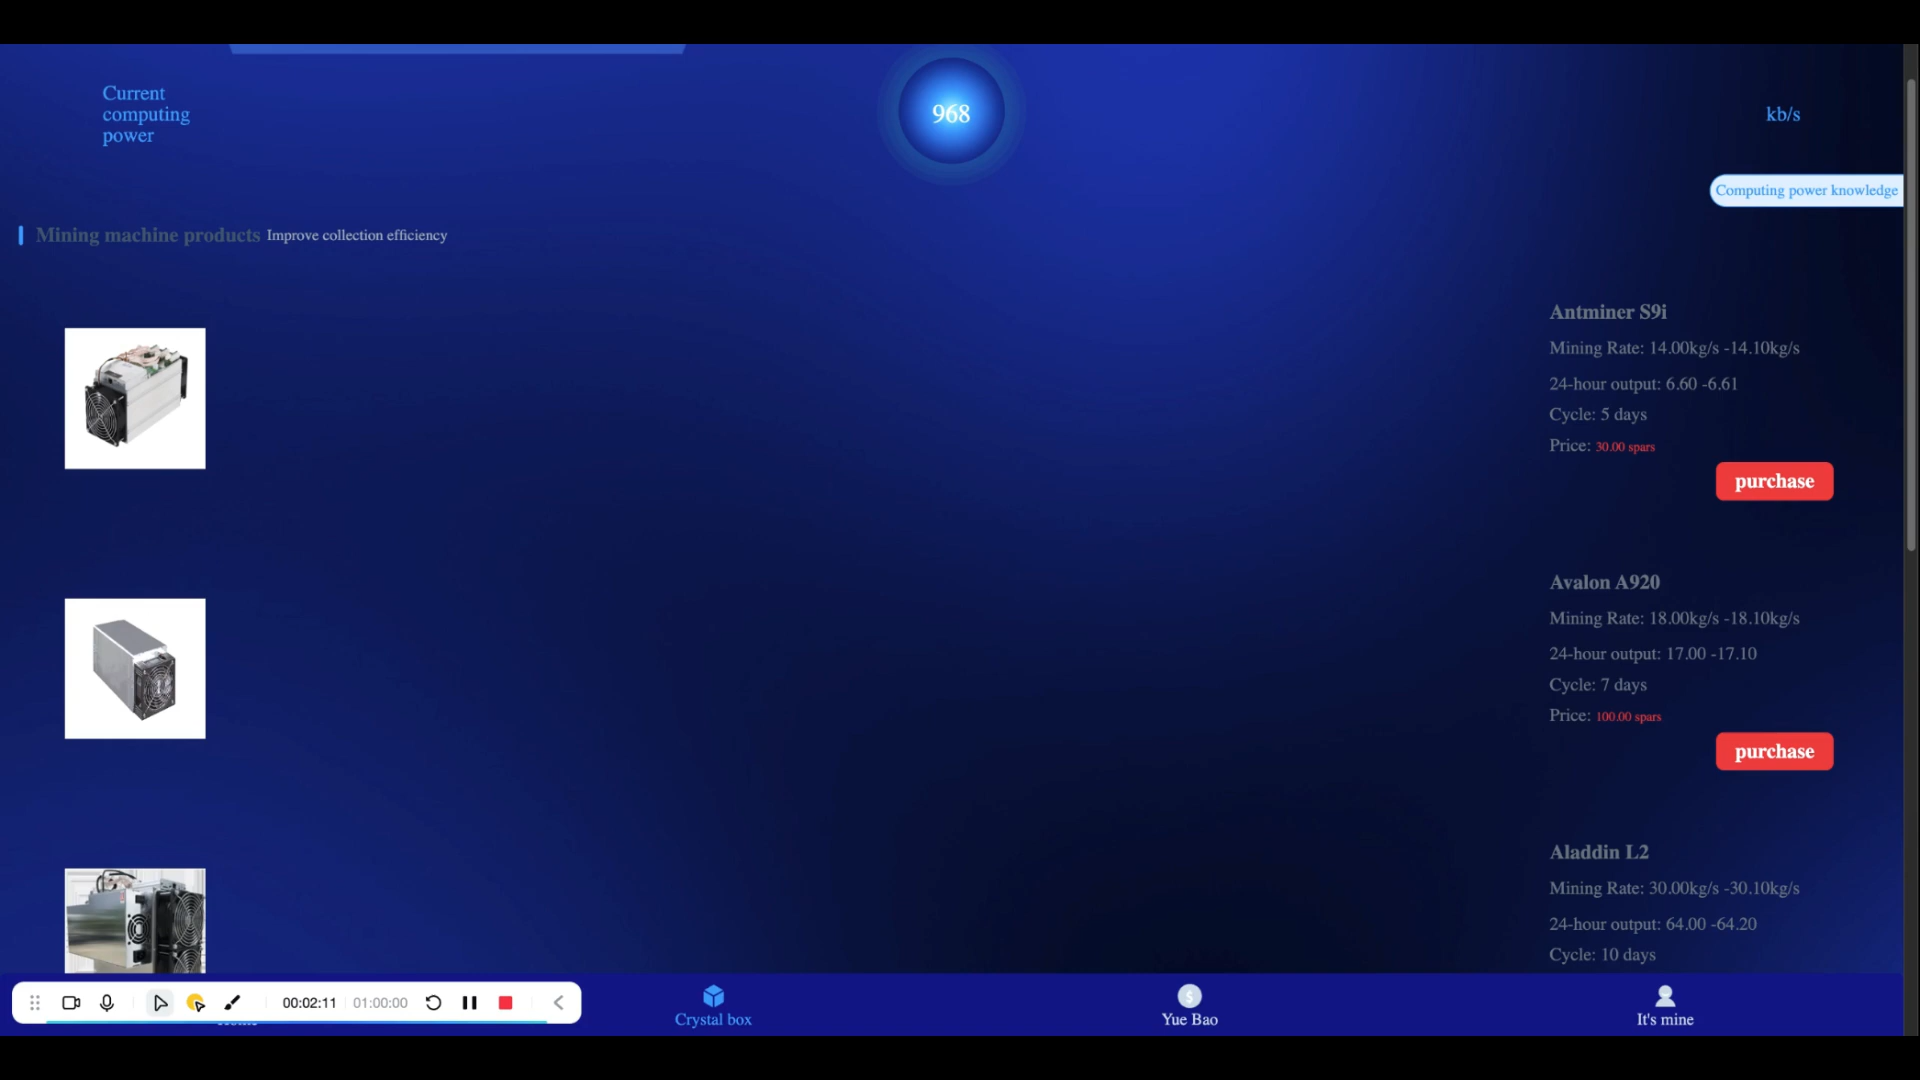 Current
computing
power
968
kb/s
Computing power knowledge
Mining machine products Improve collection efficiency
Antminer S9i
Mining Rate: 14.00kg/s -14.10kg/s
24-hour output: 6.60 -6.61
Cycle: 5 days
Price: 30.00 spars
purchase
Avalon A920
Mining Rate: 18.00kg/s -18.10kg/s
24-hour output: 17.00 -17.10
Cycle: 7 days
Price: 100.00 spars
purchase
Aladdin L2
Mining Rate: 30.00kg/s -30.10kg/s
24-hour output: 64.00 -64.20
Cycle: 10 days
00:02:11 01:00:00
Crystal box
Yue Bao
It's mine